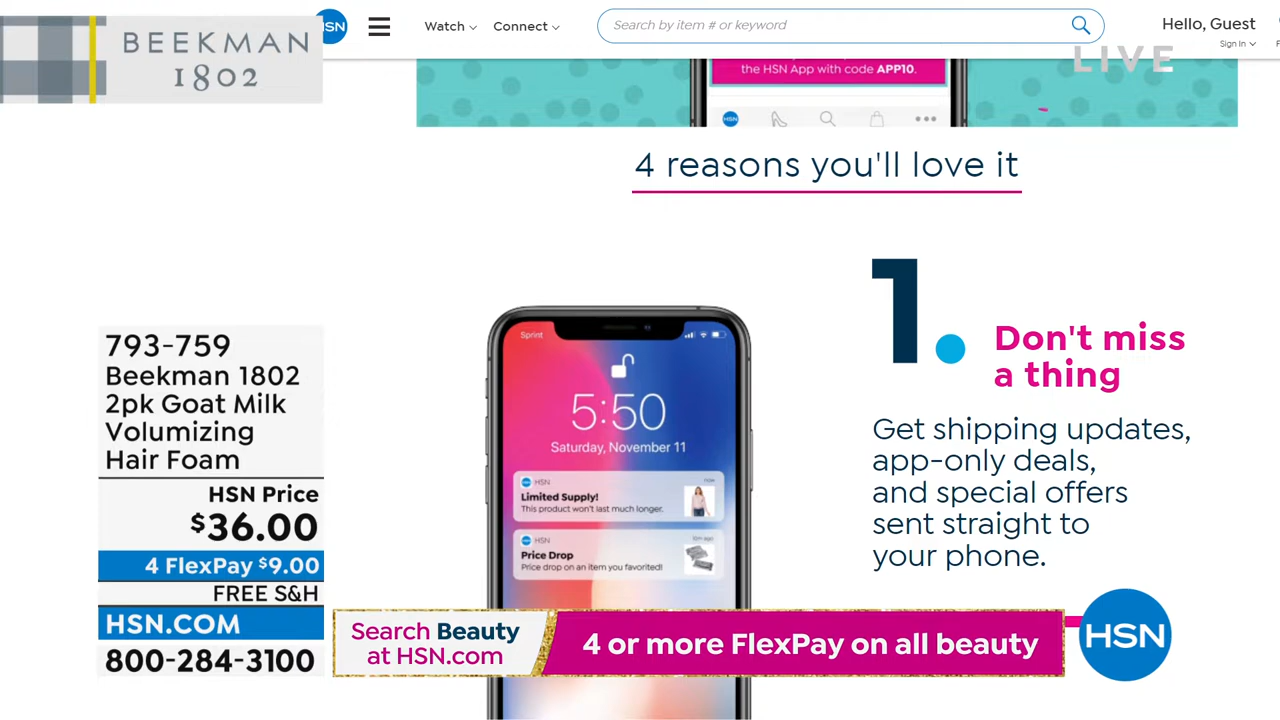 BEEKMAN
1802
HSN
Watch
Connect
Search by item # or keyword
Hello, Guest
Sign In
LIVE
the HSN App with code APP10.
HSN
4 reasons you'll love it
1.
Don't miss
a thing
Get shipping updates,
app-only deals,
and special offers
sent straight to
your phone.
Sprint
5:50
Saturday, November 11
HSN
now
Limited Supply!
This product won't last much longer.
HSN
10m ago
Price Drop
Price drop on an item you favorited!
793-759
Beekman 1802
2pk Goat Milk
Volumizing
Hair Foam
HSN Price
$36.00
4 FlexPay $9.00
FREE S&H
HSN.COM
800-284-3100
Search Beauty
at HSN.com
4 or more FlexPay on all beauty
HSN